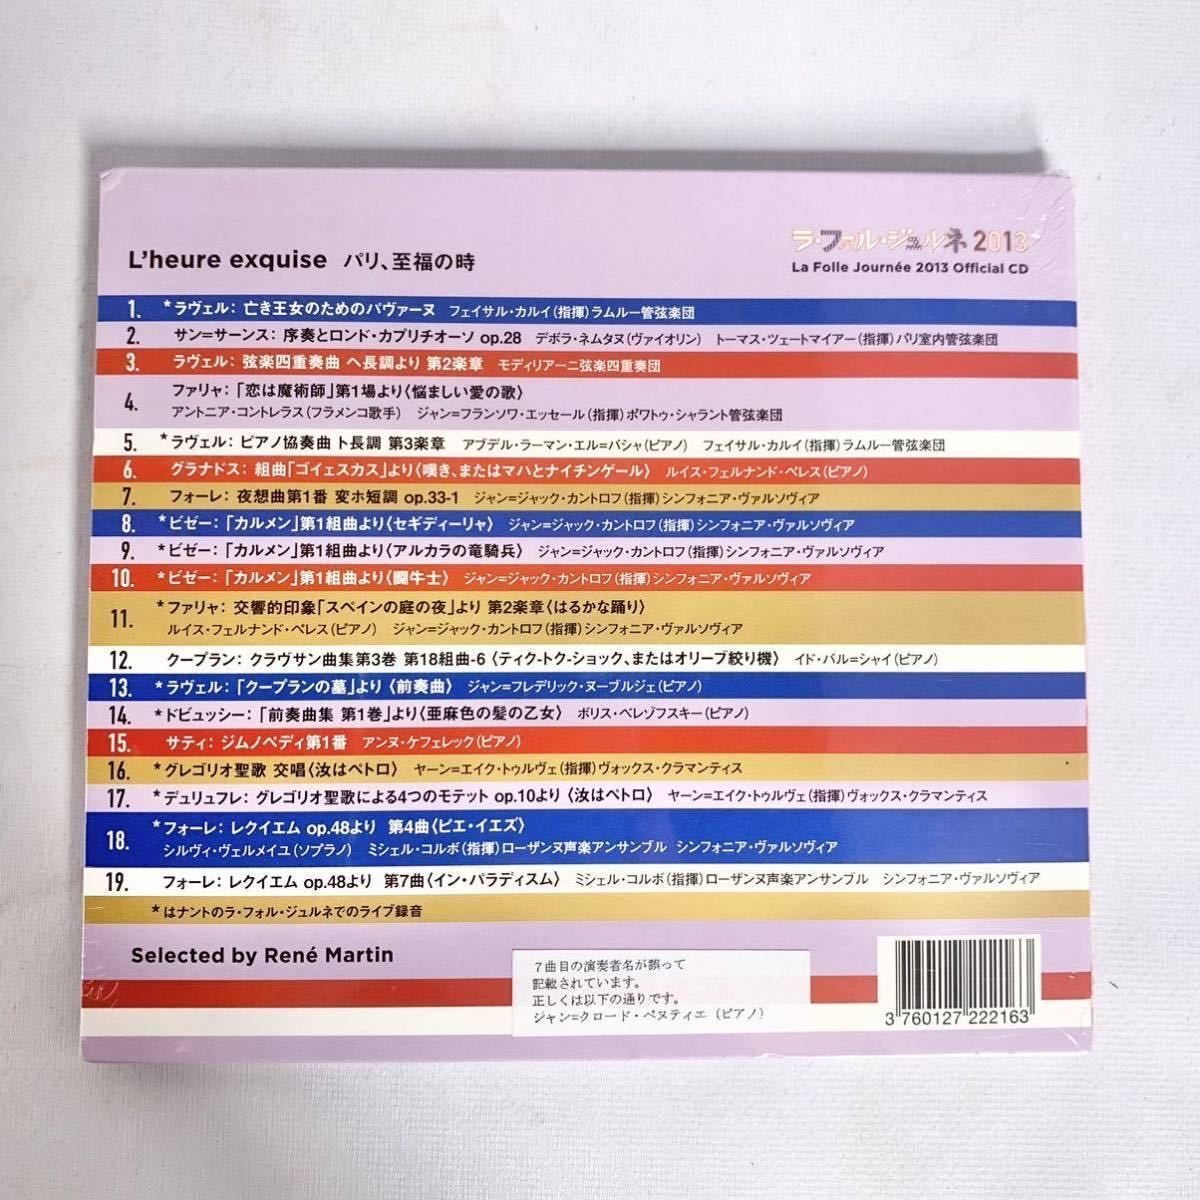 L'heure exquise パリ、至福の時
ラ・フォル・ジュルネ 2013
La Folle Journée 2013 Official CD
1. *ラヴェル：亡き王女のためのパヴァーヌ フェイサル・カルイ（指揮）ラムルー管弦楽団
2. サン=サーンス：序奏とロンド・カプリチオーソ op.28 デボラ・ネムタヌ（ヴァイオリン） トーマス・ツェートマイアー（指揮）パリ室内管弦楽団
3. ラヴェル：弦楽四重奏曲 ヘ長調より 第2楽章 モディリアーニ弦楽四重奏団
4. ファリャ：「恋は魔術師」第1場より〈悩ましい愛の歌〉
アントニア・コントレラス（フラメンコ歌手） ジャン=フランソワ・エッセール（指揮）ポワトゥ・シャラント管弦楽団
5. *ラヴェル：ピアノ協奏曲 ト長調 第3楽章 アブデル・ラーマン・エル=バシャ（ピアノ） フェイサル・カルイ（指揮）ラムルー管弦楽団
6. グラナドス：組曲「ゴイェスカス」より〈嘆き、またはマハとナイチンゲール〉 ルイス・フェルナンド・ペレス（ピアノ）
7. フォーレ：夜想曲第1番 変ホ短調 op.33-1 ジャン=ジャック・カントロフ（指揮）シンフォニア・ヴァルソヴィア
8. *ビゼー：「カルメン」第1組曲より〈セギディーリャ〉 ジャン=ジャック・カントロフ（指揮）シンフォニア・ヴァルソヴィア
9. *ビゼー：「カルメン」第1組曲より〈アルカラの竜騎兵〉 ジャン=ジャック・カントロフ（指揮）シンフォニア・ヴァルソヴィア
10. *ビゼー：「カルメン」第1組曲より〈闘牛士〉 ジャン=ジャック・カントロフ（指揮）シンフォニア・ヴァルソヴィア
11. *ファリャ：交響的印象「スペインの庭の夜」より 第2楽章〈はるかな踊り〉
ルイス・フェルナンド・ペレス（ピアノ） ジャン=ジャック・カントロフ（指揮）シンフォニア・ヴァルソヴィア
12. クープラン：クラヴサン曲集第3巻 第18組曲-6〈ティク-トク-ショック、またはオリーブ絞り機〉 イド・バル=シャイ（ピアノ）
13. *ラヴェル：「クープランの墓」より〈前奏曲〉 ジャン=フレデリック・ヌーブルジェ（ピアノ）
14. *ドビュッシー：「前奏曲集 第1巻」より〈亜麻色の髪の乙女〉 ボリス・ベレゾフスキー（ピアノ）
15. サティ：ジムノペディ第1番 アンヌ・ケフェレック（ピアノ）
16. *グレゴリオ聖歌 交唱〈汝はペトロ〉 ヤーン=エイク・トゥルヴェ（指揮）ヴォックス・クラマンティス
17. *デュリュフレ：グレゴリオ聖歌による4つのモテット op.10より〈汝はペトロ〉 ヤーン=エイク・トゥルヴェ（指揮）ヴォックス・クラマンティス
18. *フォーレ：レクイエム op.48より 第4曲〈ピエ・イエズ〉
シルヴィ・ヴェルメイユ（ソプラノ） ミシェル・コルボ（指揮）ローザンヌ声楽アンサンブル シンフォニア・ヴァルソヴィア
19. フォーレ：レクイエム op.48より 第7曲〈イン・パラディスム〉 ミシェル・コルボ（指揮）ローザンヌ声楽アンサンブル シンフォニア・ヴァルソヴィア
*はナントのラ・フォル・ジュルネでのライブ録音
Selected by René Martin
７曲目の演奏者名が誤って
記載されています。
正しくは以下の通りです。
ジャン=クロード・ペヌティエ（ピアノ）
3 760127 222163